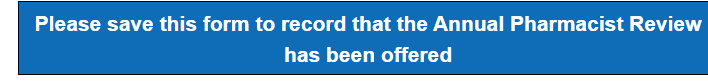 Please save this form to record that the Annual Pharmacist Review
has been offered